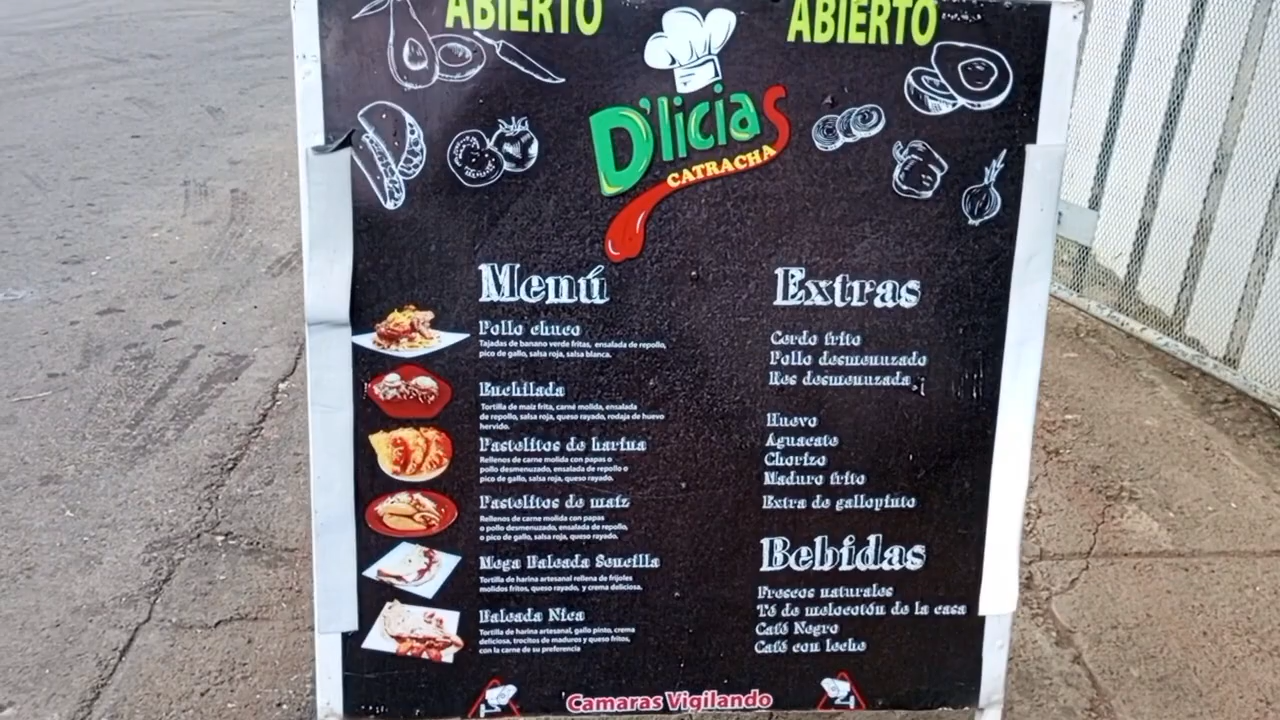 ABIERTO
ABIERTO
D'liciaS
CATRACHA
Menú
Pollo chuco
Tajadas de banano verde fritas, ensalada de repollo,
pico de gallo, salsa roja, salsa blanca.
Enchilada
Tortilla de maíz frita, carne molida, ensalada
de repollo, salsa roja, queso rayado, rodaja de huevo
hervido.
Pastelitos de harina
Rellenos de carne molida con papas o
pollo desmenuzado, ensalada de repollo o
pico de gallo, salsa roja, queso rayado.
Pastelitos de maíz
Rellenos de carne molida con papas
o pollo desmenuzado, ensalada de repollo,
o pico de gallo, salsa roja, queso rayado.
Mega Baleada Sencilla
Tortilla de harina artesanal rellena de frijoles
molidos fritos, queso rayado, y crema deliciosa.
Baleada Nica
Tortilla de harina artesanal, gallo pinto, crema
deliciosa, trocitos de maduros y queso fritos,
con la carne de su preferencia
Extras
Cerdo frito
Pollo desmenuzado
Res desmenuzada
Huevo
Aguacate
Chorizo
Maduro frito
Extra de gallopinto
Bebidas
Frescos naturales
Té de melocotón de la casa
Café Negro
Café con leche
Camaras Vigilando